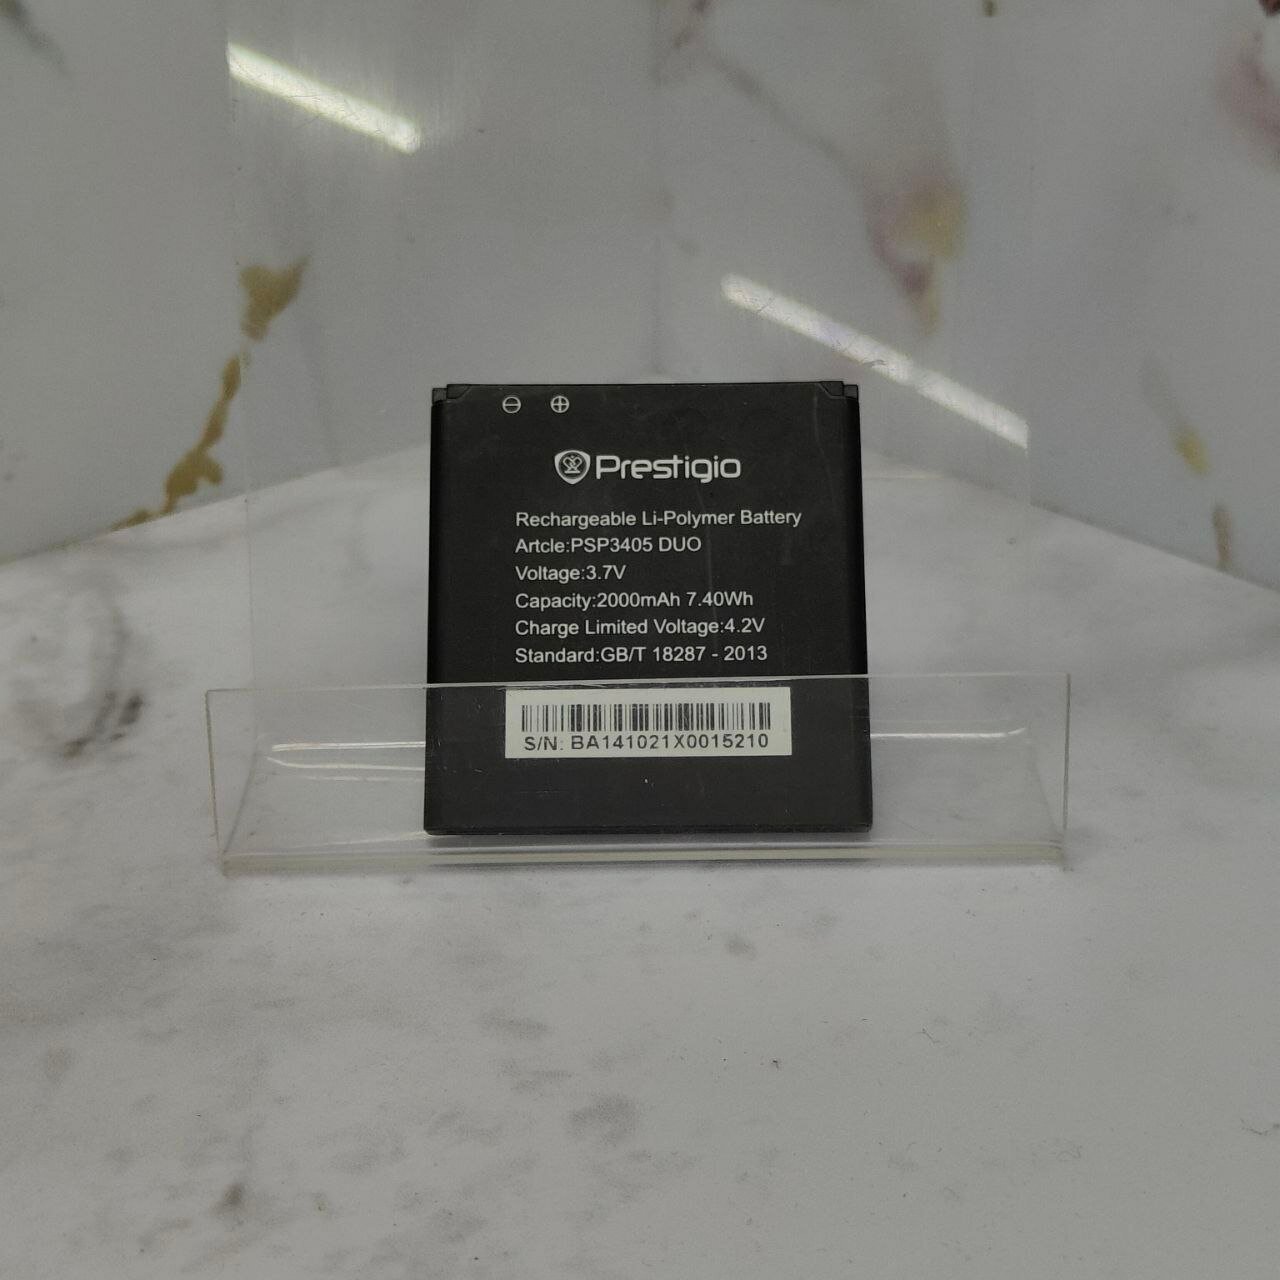 Prestigio
Rechargeable Li-Polymer Battery
Artcle:PSP3405 DUO
Voltage:3.7V
Capacity:2000mAh 7.40Wh
Charge Limited Voltage:4.2V
Standard:GB/T 18287 - 2013
S/N: BA141021X0015210